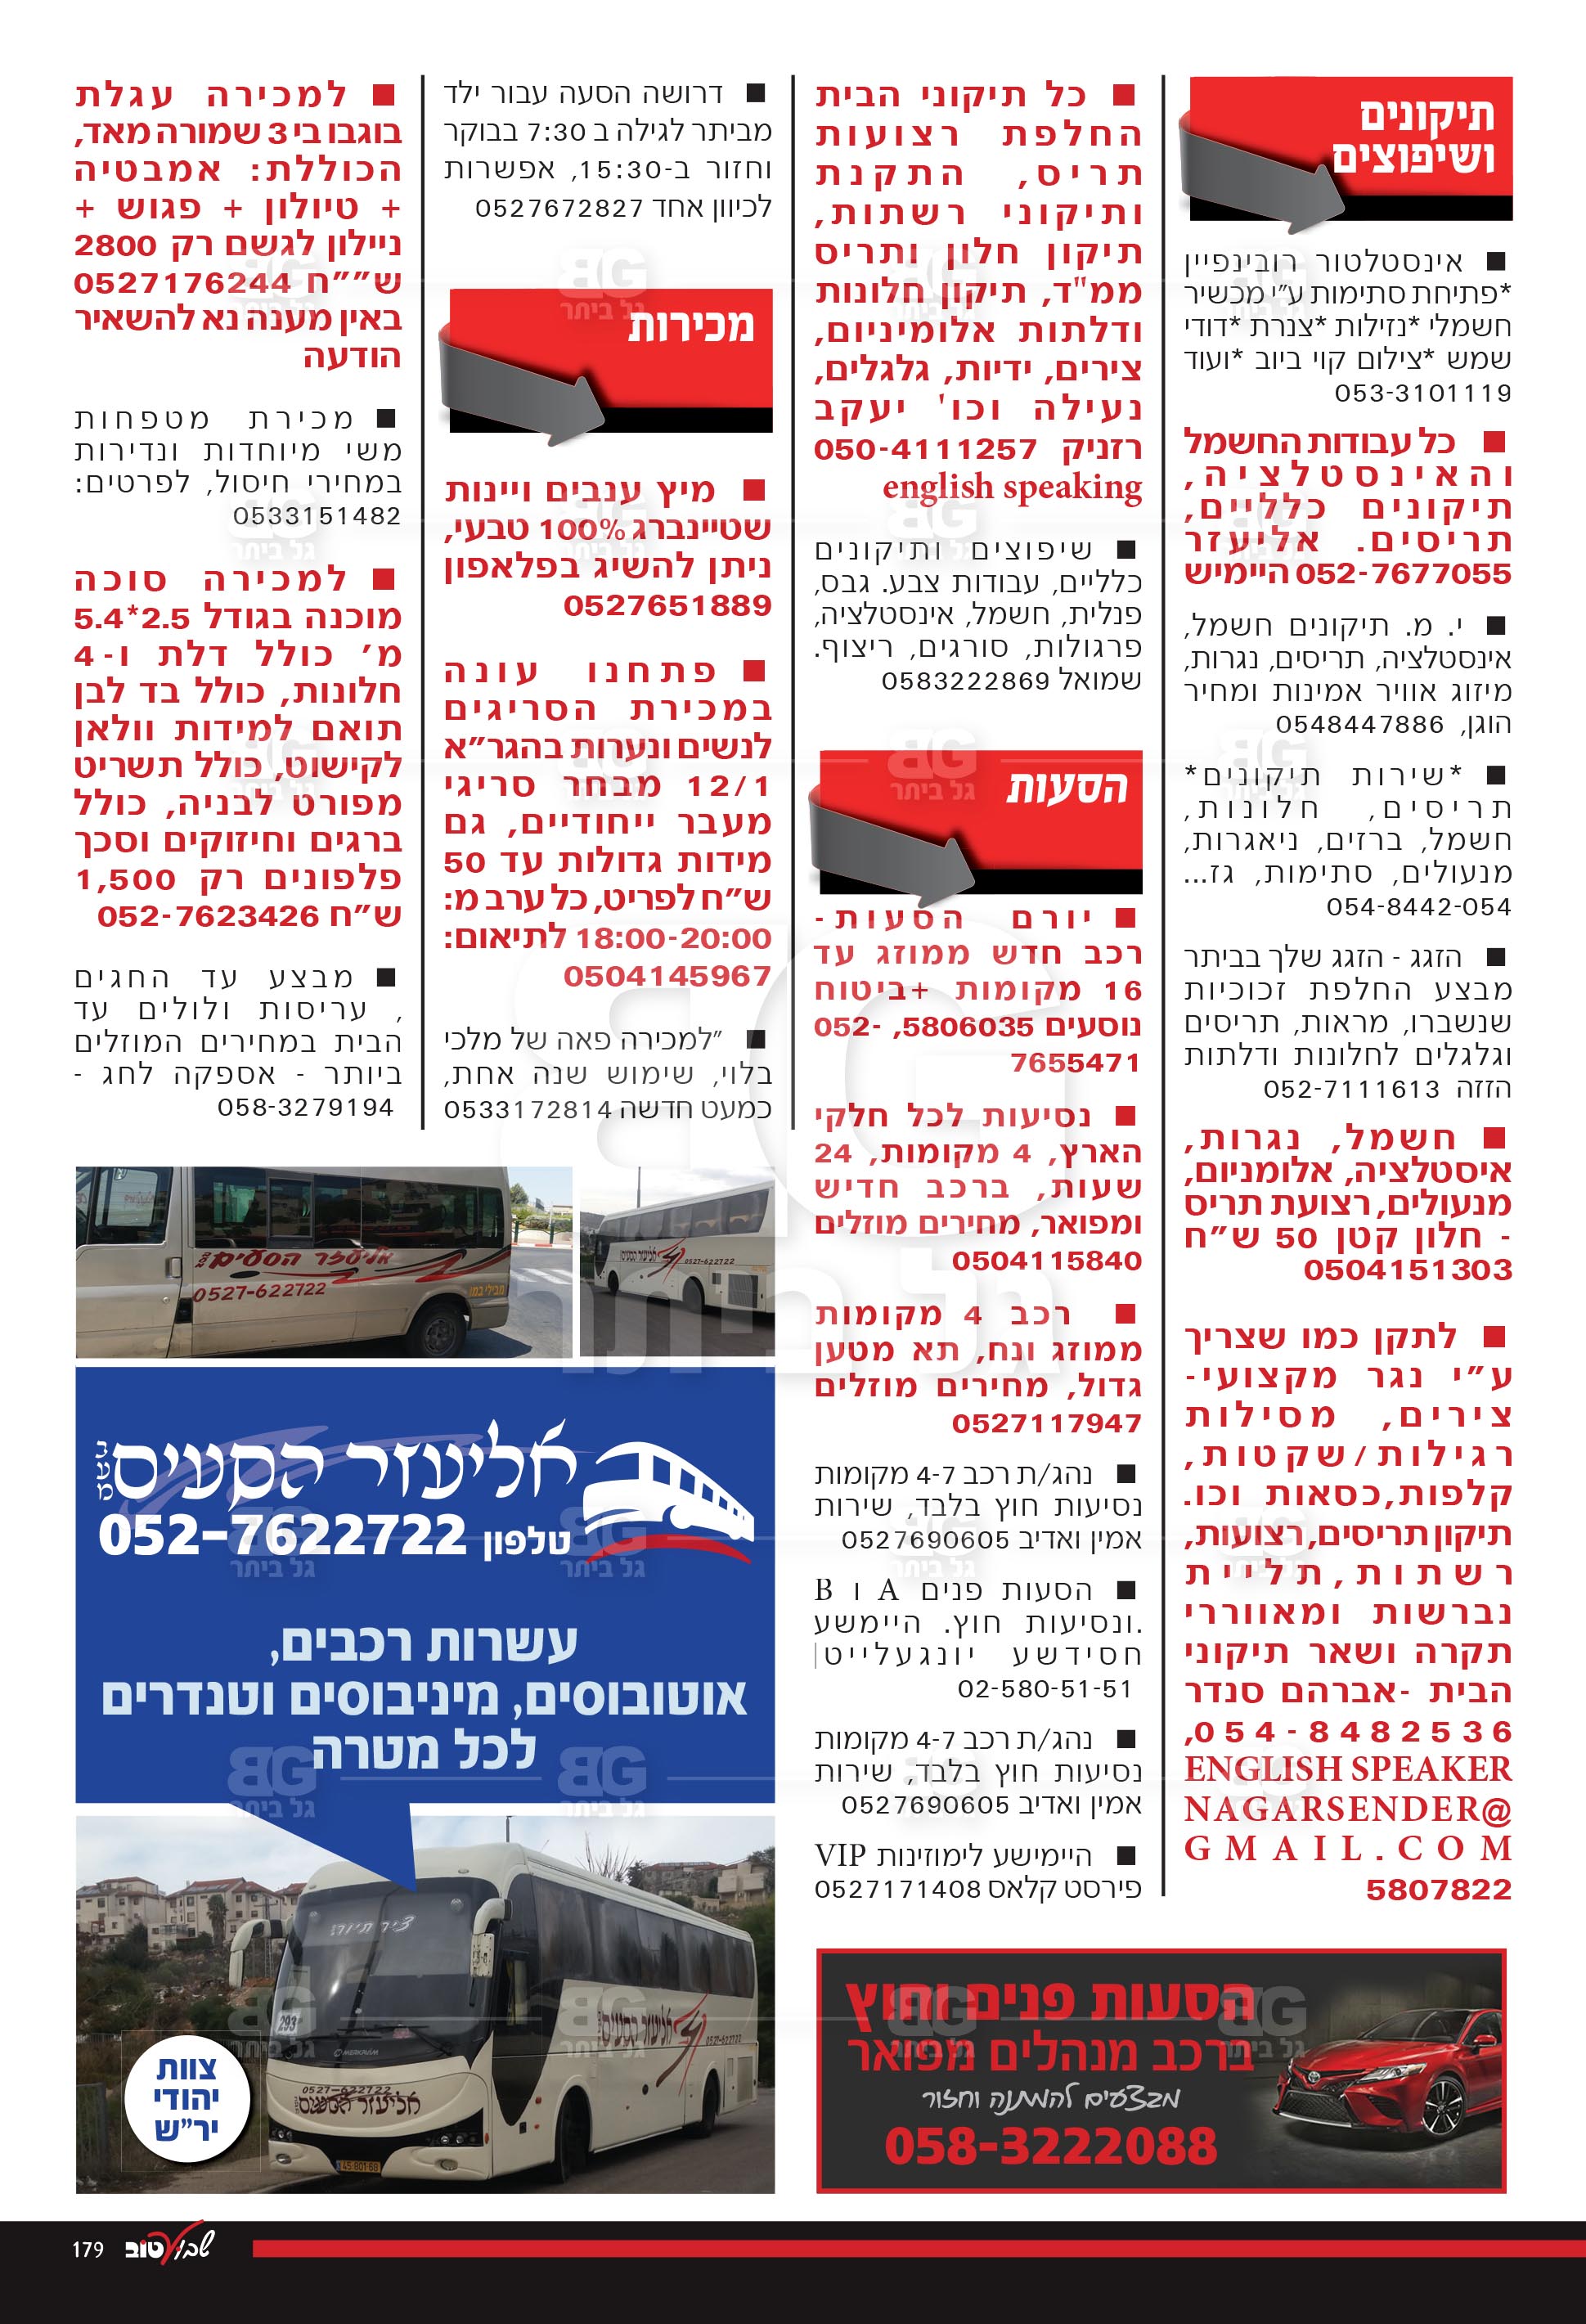 תיקונים
ושיפוצים
■ אינסטלטור רובינפיין
*פתיחת סתימות ע״י מכשיר
חשמלי *נזילות *צנרת *דודי
שמש *צילום קוי ביוב *ועוד
053-3101119
■ כל עבודות החשמל
והאינסטלציה,
תיקונים כלליים,
תריסים. אליעזר
היימיש 052-7677055
■ י. מ. תיקונים חשמל,
אינסטלציה, תריסים, נגרות,
מיזוג אוויר אמינות ומחיר
הוגן, 0548447886
■ *שירות תיקונים*
תריסים, חלונות,
חשמל, ברזים, ניאגרות,
מנעולים, סתימות, גז...
054-8442-054
■ הזגג - הזגג שלך בביתר
מבצע החלפת זכוכיות
שנשברו, מראות, תריסים
וגלגלים לחלונות ודלתות
הזזה 052-7111613
■ חשמל, נגרות,
איסטלציה, אלומניום,
מנעולים, רצועת תריס
- חלון קטן 50 ש״ח
0504151303
■ לתקן כמו שצריך
ע״י נגר מקצועי-
צירים, מסילות
רגילות/שקטות,
קלפות,כסאות וכו.
תיקון תריסים, רצועות,
רשתות,תליית
נברשות ומאווררי
תקרה ושאר תיקוני
הבית -אברהם סנדר
054-8482536,
ENGLISH SPEAKER
NAGARSENDER@
GMAIL.COM
5807822
■ כל תיקוני הבית
החלפת רצועות
תריס, התקנת
ותיקוני רשתות,
תיקון חלון ותריס
ממ"ד, תיקון חלונות
ודלתות אלומיניום,
צירים, ידיות, גלגלים,
נעילה וכו' יעקב
רזניק 050-4111257
english speaking
■ שיפוצים ותיקונים
כלליים, עבודות צבע. גבס,
פנלית, חשמל, אינסטלציה,
פרגולות, סורגים, ריצוף.
שמואל 0583222869
הסעות
■ יורם הסעות -
רכב חדש ממוזג עד
16 מקומות +ביטוח
נוסעים 5806035, 052-
7655471
■ נסיעות לכל חלקי
הארץ, 4 מקומות, 24
שעות, ברכב חדיש
ומפואר, מחירים מוזלים
0504115840
■ רכב 4 מקומות
ממוזג ונח, תא מטען
גדול, מחירים מוזלים
0527117947
■ נהג/ת רכב 4-7 מקומות
נסיעות חוץ בלבד, שירות
אמין ואדיב 0527690605
■ הסעות פנים A ו B
.ונסיעות חוץ. היימשע
חסידשע יונגעלייט|
02-580-51-51
■ נהג/ת רכב 4-7 מקומות
נסיעות חוץ בלבד, שירות
אמין ואדיב 0527690605
■ היימישע לימוזינות VIP
פירסט קלאס 0527171408
הסעות פנים וחוץ
ברכב מנהלים מפואר
מבצעים להמתנה וחזור
058-3222088
■ דרושה הסעה עבור ילד
מביתר לגילה ב 7:30 בבוקר
וחזור ב-15:30, אפשרות
לכיוון אחד 0527672827
מכירות
■ מיץ ענבים ויינות
שטיינברג 100% טבעי,
ניתן להשיג בפלאפון
0527651889
■ פתחנו עונה
במכירת הסריגים
לנשים ונערות בהגר״א
12/1 מבחר סריגי
מעבר ייחודיים, גם
מידות גדולות עד 50
ש״ח לפריט, כל ערב מ:
18:00-20:00 לתיאום:
0504145967
■ ״למכירה פאה של מלכי
בלוי, שימוש שנה אחת,
כמעט חדשה 0533172814
■ למכירה עגלת
בוגבו בי 3 שמורה מאד,
הכוללת: אמבטיה
+ טיולון + פגוש +
ניילון לגשם רק 2800
ש״״ח 0527176244
באין מענה נא להשאיר
הודעה
■ מכירת מטפחות
משי מיוחדות ונדירות
במחירי חיסול, לפרטים:
0533151482
■ למכירה סוכה
מוכנה בגודל 5.4*2.5
מ׳ כולל דלת ו-4
חלונות, כולל בד לבן
תואם למידות וולאן
לקישוט, כולל תשריט
מפורט לבניה, כולל
ברגים וחיזוקים וסכך
פלפונים רק 1,500
ש״ח 052-7623426
■ מבצע עד החגים
, עריסות ולולים עד
הבית במחירים המוזלים
ביותר - אספקה לחג -
058-3279194
אליעזר הסעים
0527-622722
אליעזר הסעים
0527-622722
אליעזר הסעים בעמ
טלפון 052-7622722
עשרות רכבים,
אוטובוסים, מיניבוסים וטנדרים
לכל מטרה
293
MERKAVIM
0527-622722
אליעזר הסעים
אליעזר הסעים
0527-622722
צוות
יהודי
יר״ש
שבוע טוב
179
BG
גל ביתר